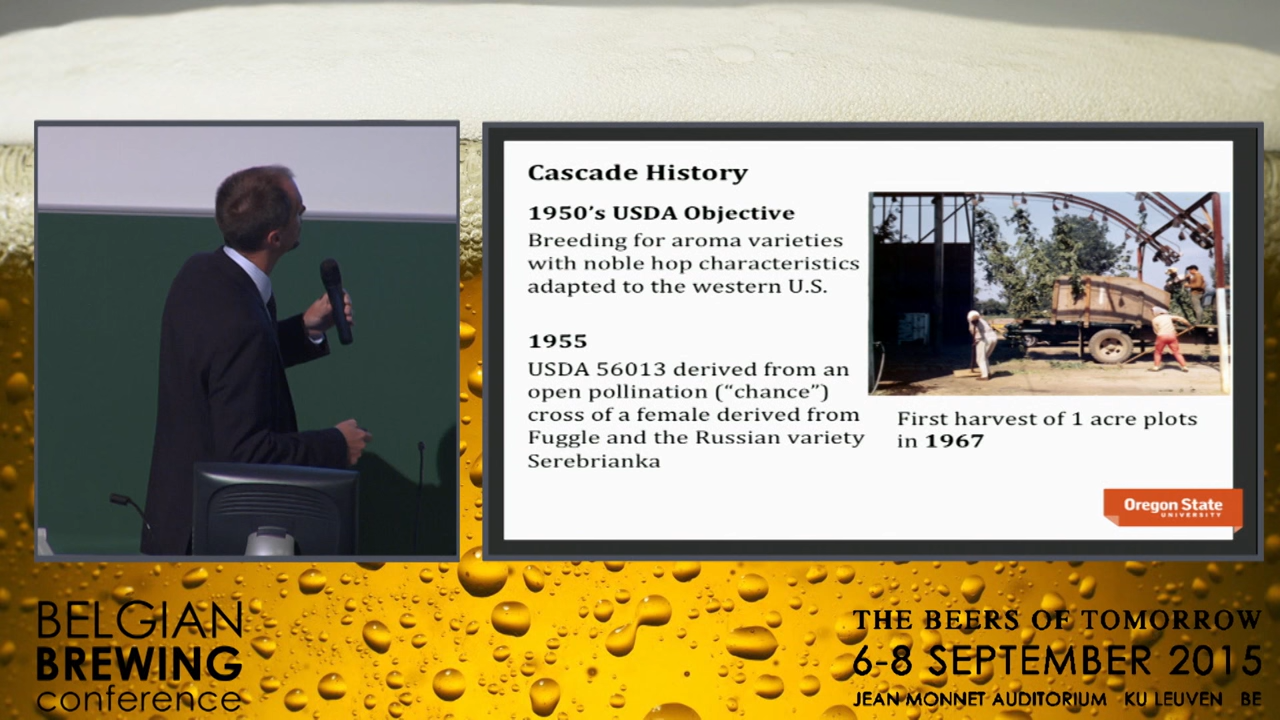 Cascade History
1950's USDA Objective
Breeding for aroma varieties
with noble hop characteristics
adapted to the western U.S.
1955
USDA 56013 derived from an
open pollination (“chance”)
cross of a female derived from
Fuggle and the Russian variety
Serebrianka
First harvest of 1 acre plots
in 1967
Oregon State
UNIVERSITY
BELGIAN
BREWING
conference
THE BEERS OF TOMORROW
6-8 SEPTEMBER 2015
JEAN MONNET AUDITORIUM KU LEUVEN BE